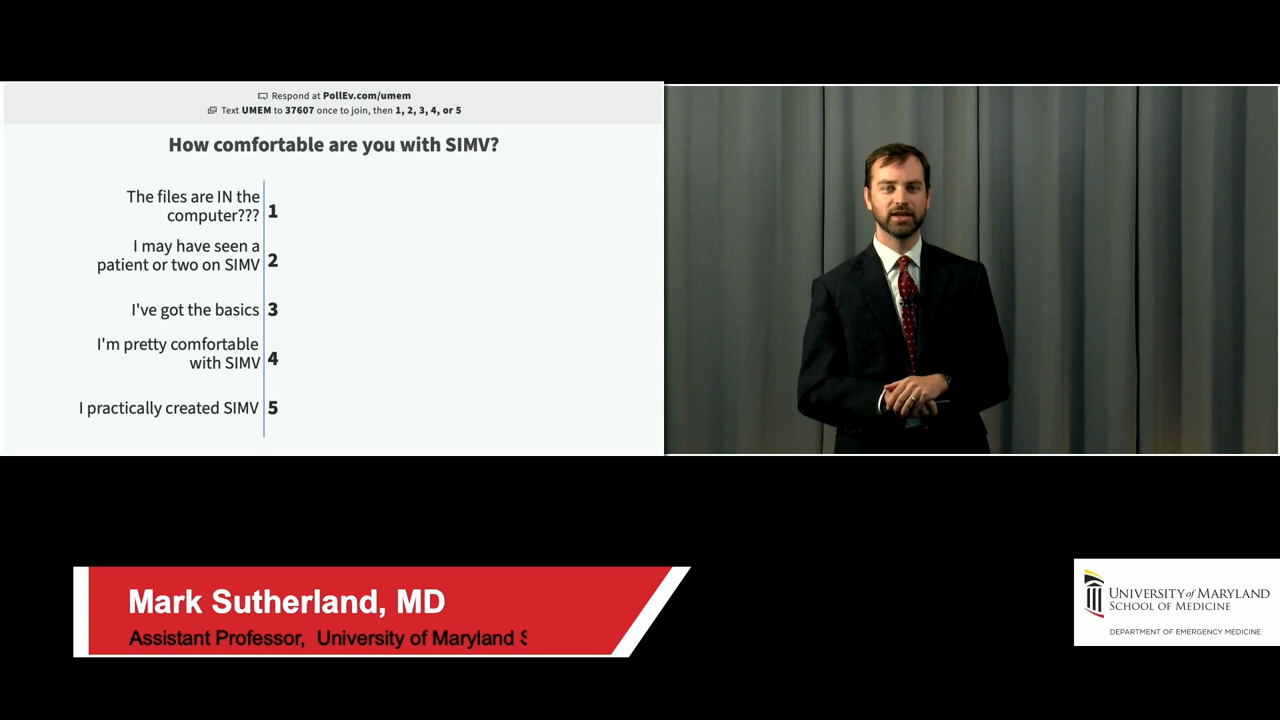 Respond at PollEv.com/umem
Text UMEM to 37607 once to join, then 1, 2, 3, 4, or 5
How comfortable are you with SIMV?
The files are IN the
computer??? 1
I may have seen a
patient or two on SIMV 2
I've got the basics 3
I'm pretty comfortable
with SIMV 4
I practically created SIMV 5
Mark Sutherland, MD
Assistant Professor, University of Maryland S
UNIVERSITY of MARYLAND
SCHOOL OF MEDICINE
DEPARTMENT OF EMERGENCY MEDICINE